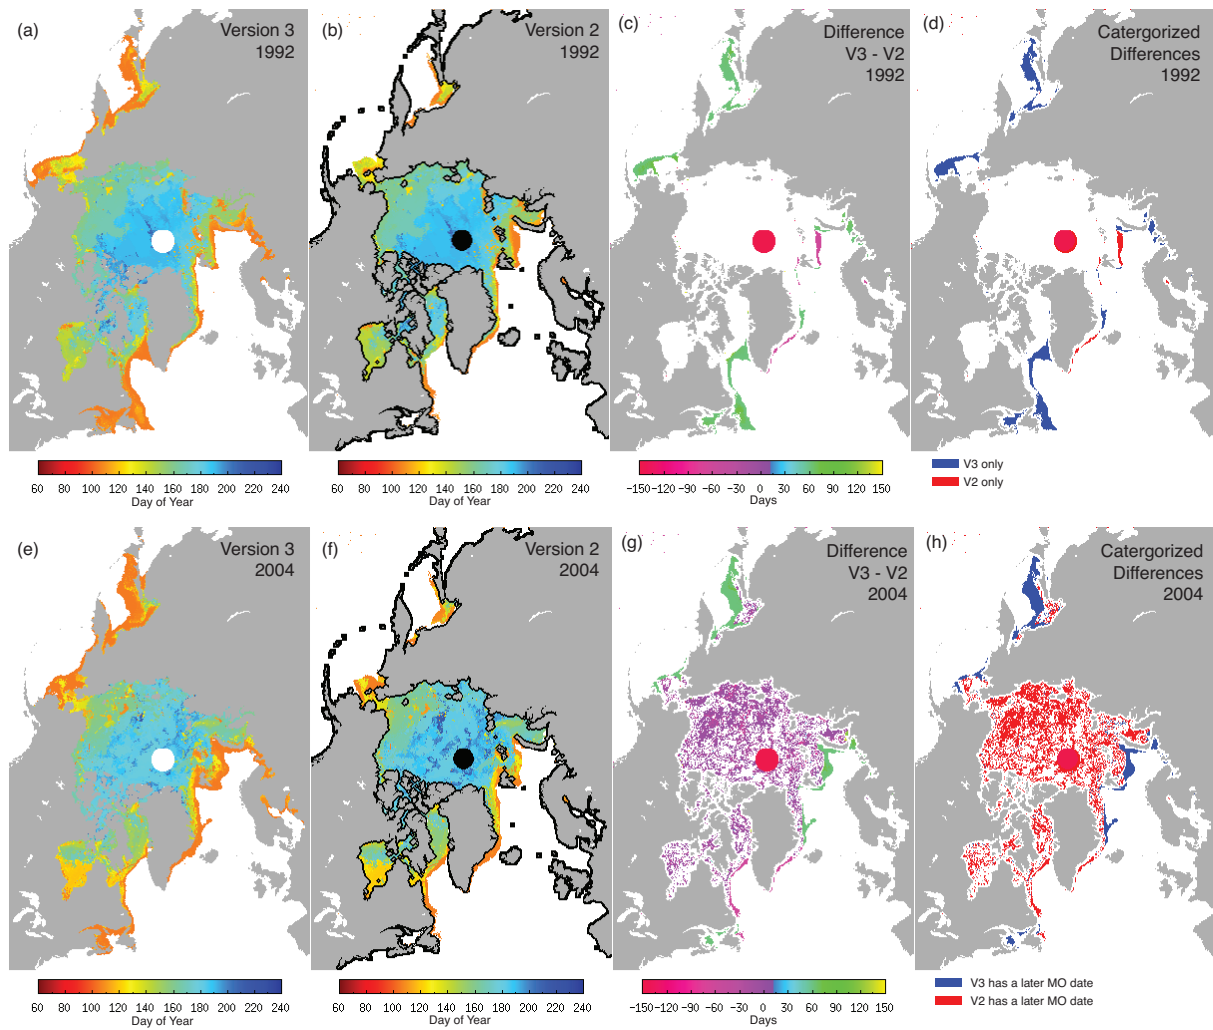 (a)
Version 3
1992
(b)
Version 2
1992
(c)
Difference
V3 - V2
1992
(d)
Catergorized
Differences
1992
60 80 100 120 140 160 180 200 220 240
Day of Year
60 80 100 120 140 160 180 200 220 240
Day of Year
−150−120 −90 −60 −30 0 30 60 90 120 150
Days
V3 only
V2 only
(e)
Version 3
2004
(f)
Version 2
2004
(g)
Difference
V3 - V2
2004
(h)
Catergorized
Differences
2004
60 80 100 120 140 160 180 200 220 240
Day of Year
60 80 100 120 140 160 180 200 220 240
Day of Year
−150−120 −90 −60 −30 0 30 60 90 120 150
Days
V3 has a later MO date
V2 has a later MO date